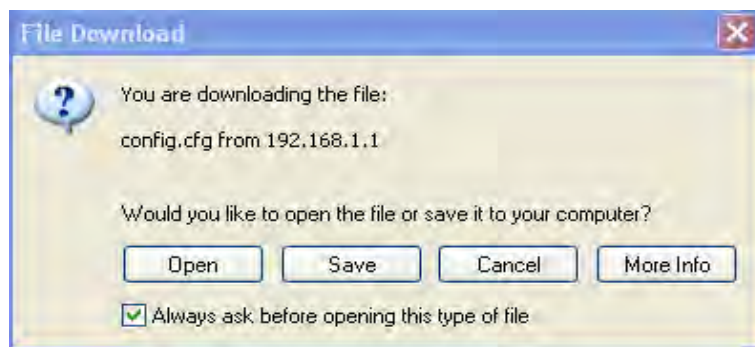 File Download
You are downloading the file:
config.cfg from 192.168.1.1
Would you like to open the file or save it to your computer?
Open Save Cancel More Info
Always ask before opening this type of file